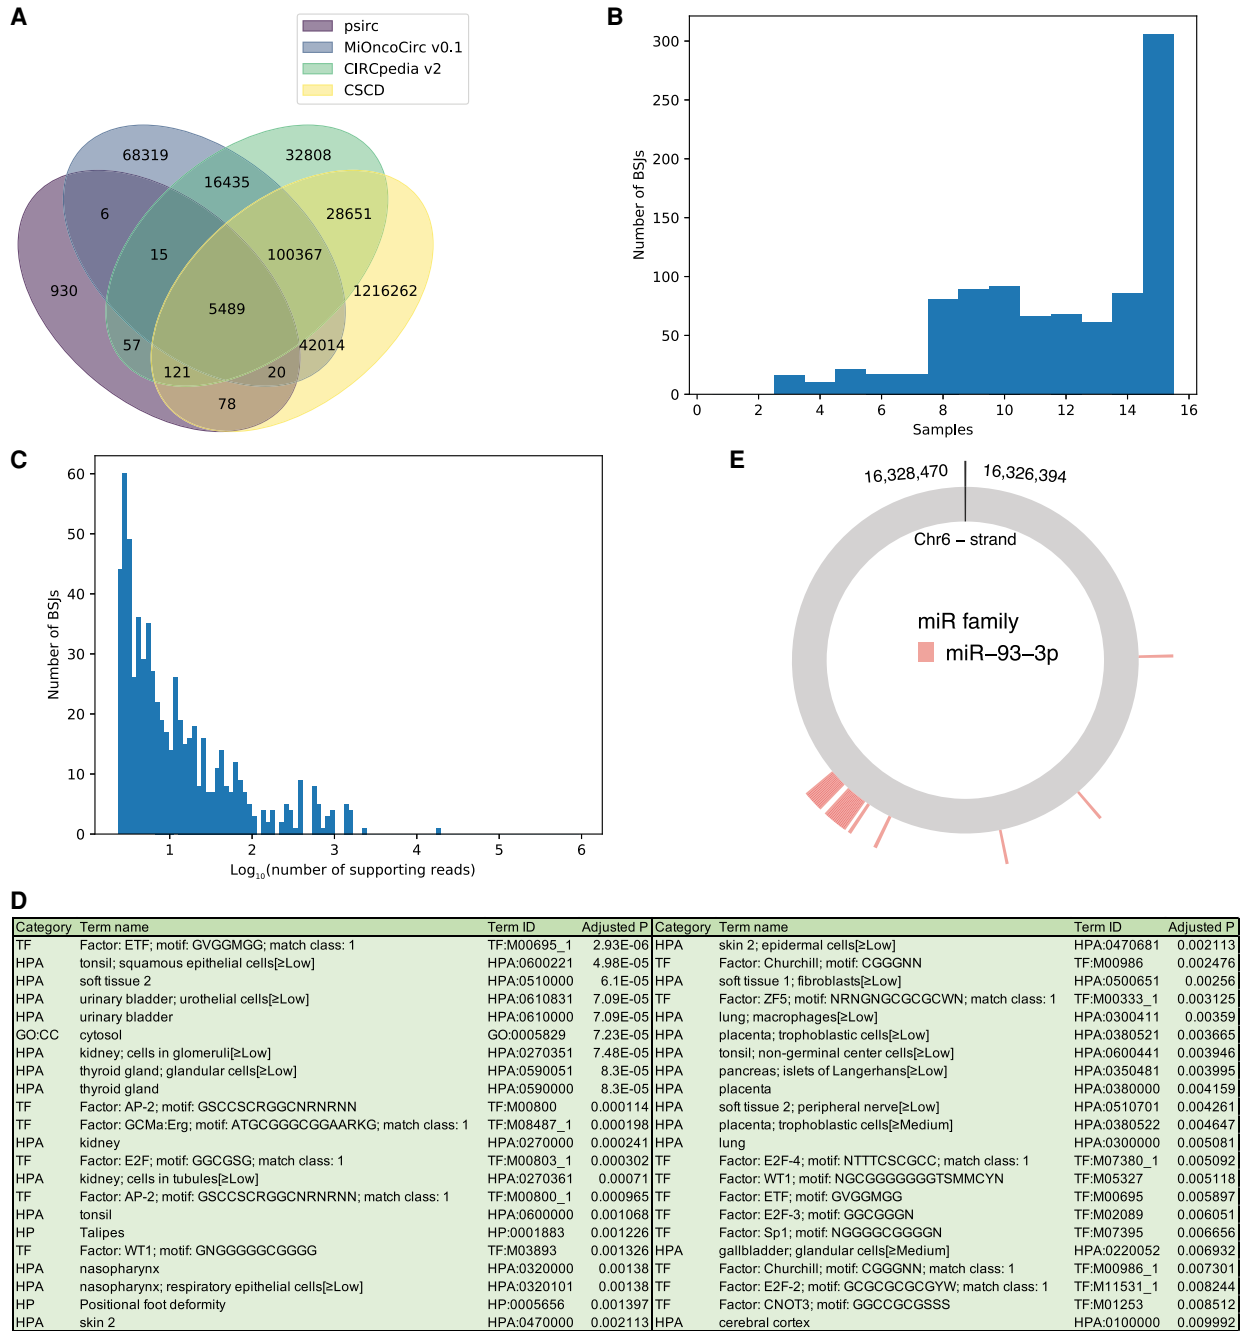 A
psirc
MiOncoCirc v0.1
CIRCpedia v2
CSCD
68319
32808
16435
6
28651
15
100367
930
5489
1216262
57
42014
121
20
78
B
Number of BSJs
300
250
200
150
100
50
0
0 2 4 6 8 10 12 14 16
Samples
C
Number of BSJs
60
50
40
30
20
10
0
1 2 3 4 5 6
Log₁₀(number of supporting reads)
E
16,328,470 16,326,394
Chr6 – strand
miR family
miR–93–3p
D
Category Term name Term ID Adjusted P Category Term name Term ID Adjusted P
TF Factor: ETF; motif: GVGGMGG; match class: 1 TF:M00695_1 2.93E-06 HPA skin 2; epidermal cells[≥Low] HPA:0470681 0.002113
HPA tonsil; squamous epithelial cells[≥Low] HPA:0600221 4.98E-05 TF Factor: Churchill; motif: CGGGNN TF:M00986 0.002476
HPA soft tissue 2 HPA:0510000 6.1E-05 HPA soft tissue 1; fibroblasts[≥Low] HPA:0500651 0.00256
HPA urinary bladder; urothelial cells[≥Low] HPA:0610831 7.09E-05 TF Factor: ZF5; motif: NRNGNGCGCGCWN; match class: 1 TF:M00333_1 0.003125
HPA urinary bladder HPA:0610000 7.09E-05 HPA lung; macrophages[≥Low] HPA:0300411 0.00359
GO:CC cytosol GO:0005829 7.23E-05 HPA placenta; trophoblastic cells[≥Low] HPA:0380521 0.003665
HPA kidney; cells in glomeruli[≥Low] HPA:0270351 7.48E-05 HPA tonsil; non-germinal center cells[≥Low] HPA:0600441 0.003946
HPA thyroid gland; glandular cells[≥Low] HPA:0590051 8.3E-05 HPA pancreas; islets of Langerhans[≥Low] HPA:0350481 0.003995
HPA thyroid gland HPA:0590000 8.3E-05 HPA placenta HPA:0380000 0.004159
TF Factor: AP-2; motif: GSCCSCRGGCNRNRNN TF:M00800 0.000114 HPA soft tissue 2; peripheral nerve[≥Low] HPA:0510701 0.004261
TF Factor: GCMa:Erg; motif: ATGCGGGCGGAARKG; match class: 1 TF:M08487_1 0.000198 HPA placenta; trophoblastic cells[≥Medium] HPA:0380522 0.004647
HPA kidney HPA:0270000 0.000241 HPA lung HPA:0300000 0.005081
TF Factor: E2F; motif: GGCGSG; match class: 1 TF:M00803_1 0.000302 TF Factor: E2F-4; motif: NTTTCSCGCC; match class: 1 TF:M07380_1 0.005092
HPA kidney; cells in tubules[≥Low] HPA:0270361 0.00071 TF Factor: WT1; motif: NGCGGGGGGTSMMCYN TF:M05327 0.005118
TF Factor: AP-2; motif: GSCCSCRGGCNRNRNN; match class: 1 TF:M00800_1 0.000965 TF Factor: ETF; motif: GVGGMGG TF:M00695 0.005897
HPA tonsil HPA:0600000 0.001068 TF Factor: E2F-3; motif: GGCGGGN TF:M02089 0.006051
HP Talipes HP:0001883 0.001226 TF Factor: Sp1; motif: NGGGGCGGGGN TF:M07395 0.006656
TF Factor: WT1; motif: GNGGGGGCGGGG TF:M03893 0.001326 HPA gallbladder; glandular cells[≥Medium] HPA:0220052 0.006932
HPA nasopharynx HPA:0320000 0.00138 TF Factor: Churchill; motif: CGGGNN; match class: 1 TF:M00986_1 0.007301
HPA nasopharynx; respiratory epithelial cells[≥Low] HPA:0320101 0.00138 TF Factor: E2F-2; motif: GCGCGCGCGYW; match class: 1 TF:M11531_1 0.008244
HP Positional foot deformity HP:0005656 0.001397 TF Factor: CNOT3; motif: GGCCGCGSSS TF:M01253 0.008512
HPA skin 2 HPA:0470000 0.002113 HPA cerebral cortex HPA:0100000 0.009992